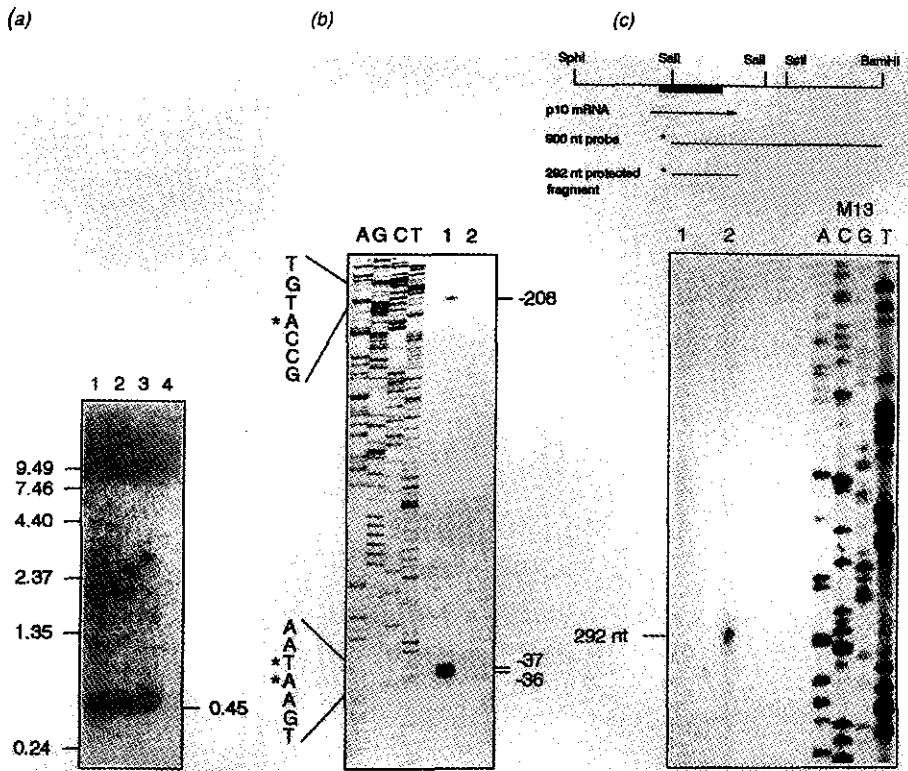 (a)
(b)
(c)
SphI SalI SalI SstI BamHI
p10 mRNA
900 nt probe *
292 nt protected *
fragment
1 2 3 4
9.49
7.46
4.40
2.37
1.35
0.24
0.45
A G C T 1 2
T
G
T
* A
C
C
G
-208
A
A
* T
* A
A
G
T
-37
-36
M13
1 2 A C G T
292 nt